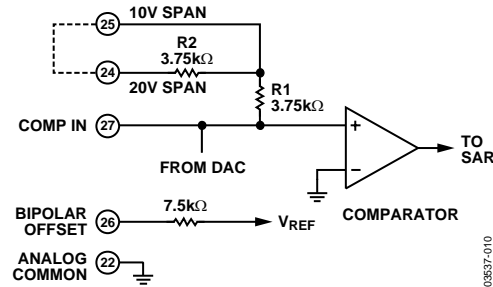 25 10V SPAN
R2
3.75kΩ
24
20V SPAN
R1
3.75kΩ
COMP IN 27
+
TO
SAR
FROM DAC
–
COMPARATOR
7.5kΩ
BIPOLAR
OFFSET 26
VREF
ANALOG
COMMON 22
03537-010